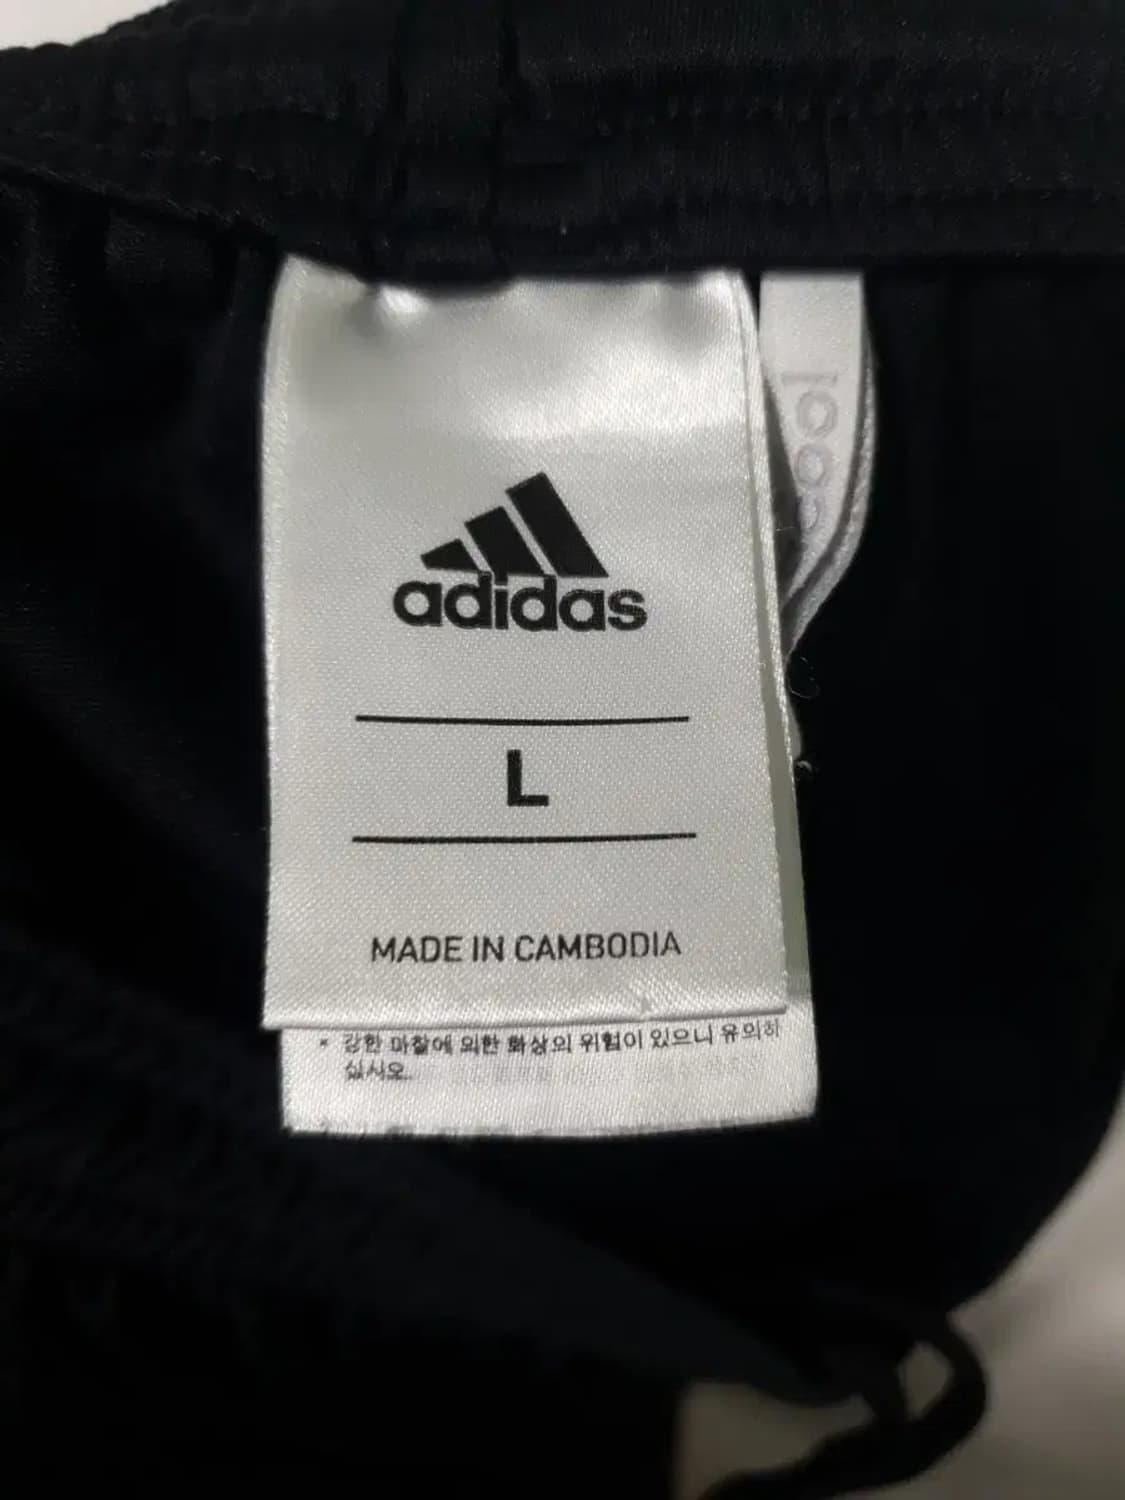 adidas
L
MADE IN CAMBODIA
* 강한 마찰에 의한 화상의 위험이 있으니 유의하
십시오.
cool